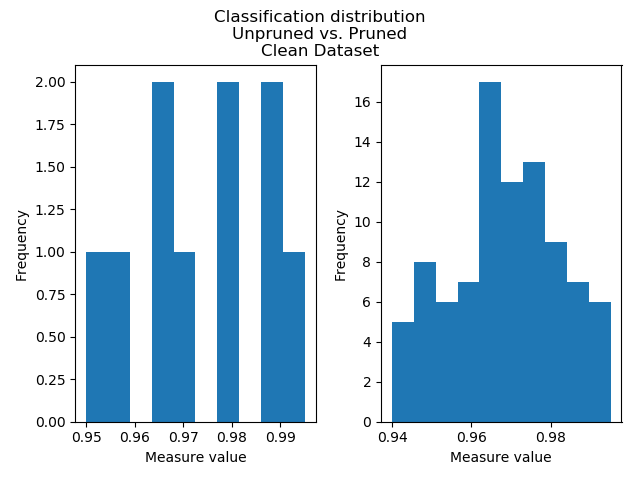 Classification distribution
Unpruned vs. Pruned
Clean Dataset
2.00
1.75
1.50
1.25
1.00
0.75
0.50
0.25
0.00
Frequency
0.95 0.96 0.97 0.98 0.99
Measure value
16
14
12
10
8
6
4
2
0
Frequency
0.94 0.96 0.98
Measure value